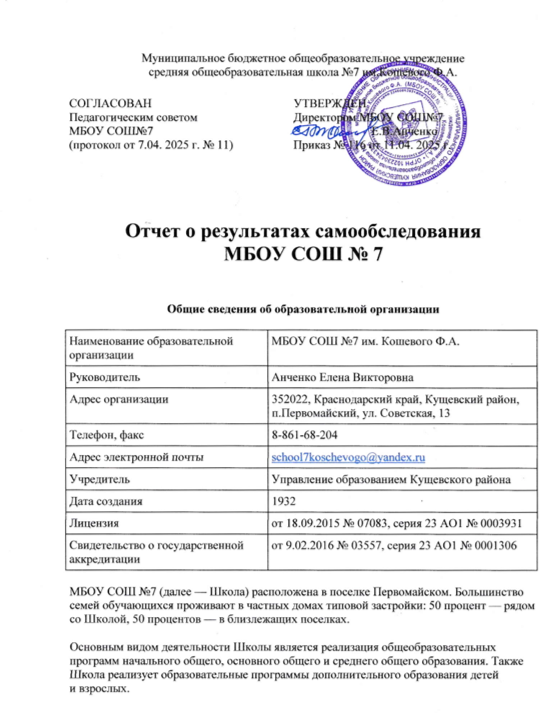 Муниципальное бюджетное общеобразовательное учреждение
средняя общеобразовательная школа №7 им.Кошевого Ф.А.
СОГЛАСОВАН
Педагогическим советом
МБОУ СОШ№7
(протокол от 7.04. 2025 г. № 11)
УТВЕРЖДЕН
Директором МБОУ СОШ№7
Е.В.Анченко
Приказ № 116 от 11.04. 2025 г.
Отчет о результатах самообследования
МБОУ СОШ № 7
Общие сведения об образовательной организации
Наименование образовательной
организации
МБОУ СОШ №7 им. Кошевого Ф.А.
Руководитель
Анченко Елена Викторовна
Адрес организации
352022, Краснодарский край, Кущевский район,
п.Первомайский, ул. Советская, 13
Телефон, факс
8-861-68-204
Адрес электронной почты
school7koschevogo@yandex.ru
Учредитель
Управление образованием Кущевского района
Дата создания
1932
Лицензия
от 18.09.2015 № 07083, серия 23 АО1 № 0003931
Свидетельство о государственной
аккредитации
от 9.02.2016 № 03557, серия 23 АО1 № 0001306
МБОУ СОШ №7 (далее — Школа) расположена в поселке Первомайском. Большинство
семей обучающихся проживают в частных домах типовой застройки: 50 процент — рядом
со Школой, 50 процентов — в близлежащих поселках.
Основным видом деятельности Школы является реализация общеобразовательных
программ начального общего, основного общего и среднего общего образования. Также
Школа реализует образовательные программы дополнительного образования детей
и взрослых.